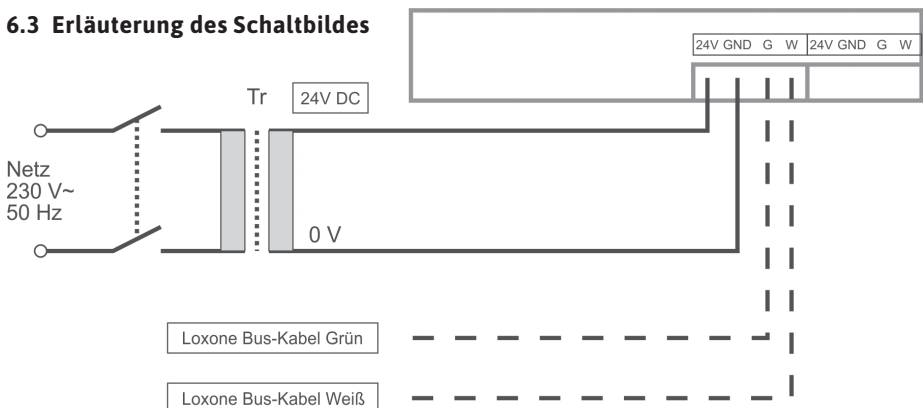 6.3 Erläuterung des Schaltbildes
24V GND G W 24V GND G W
Tr
24V DC
Netz
230 V~
50 Hz
0 V
Loxone Bus-Kabel Grün
Loxone Bus-Kabel Weiß